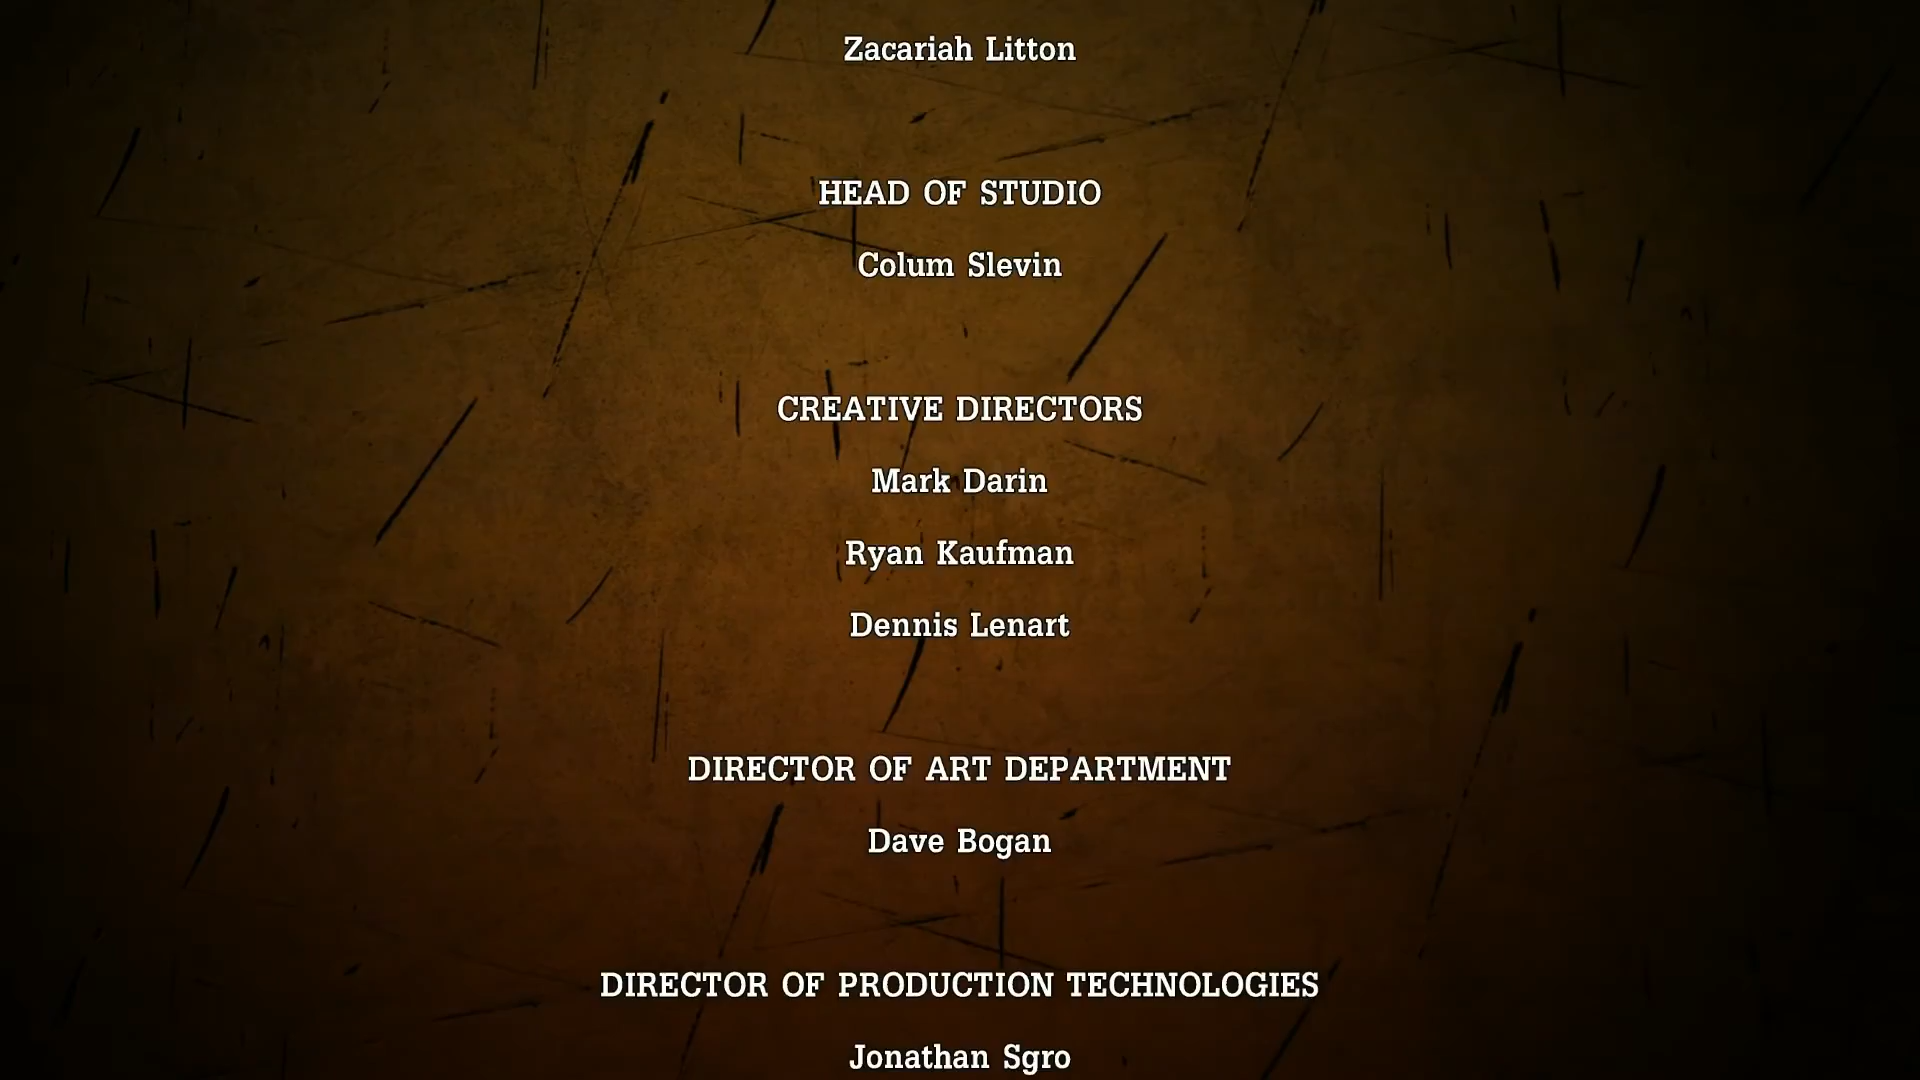 Zacariah Litton
HEAD OF STUDIO
Colum Slevin
CREATIVE DIRECTORS
Mark Darin
Ryan Kaufman
Dennis Lenart
DIRECTOR OF ART DEPARTMENT
Dave Bogan
DIRECTOR OF PRODUCTION TECHNOLOGIES
Jonathan Sgro